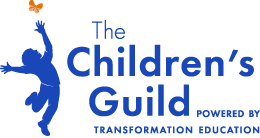 The
Children's
Guild POWERED BY
TRANSFORMATION EDUCATION